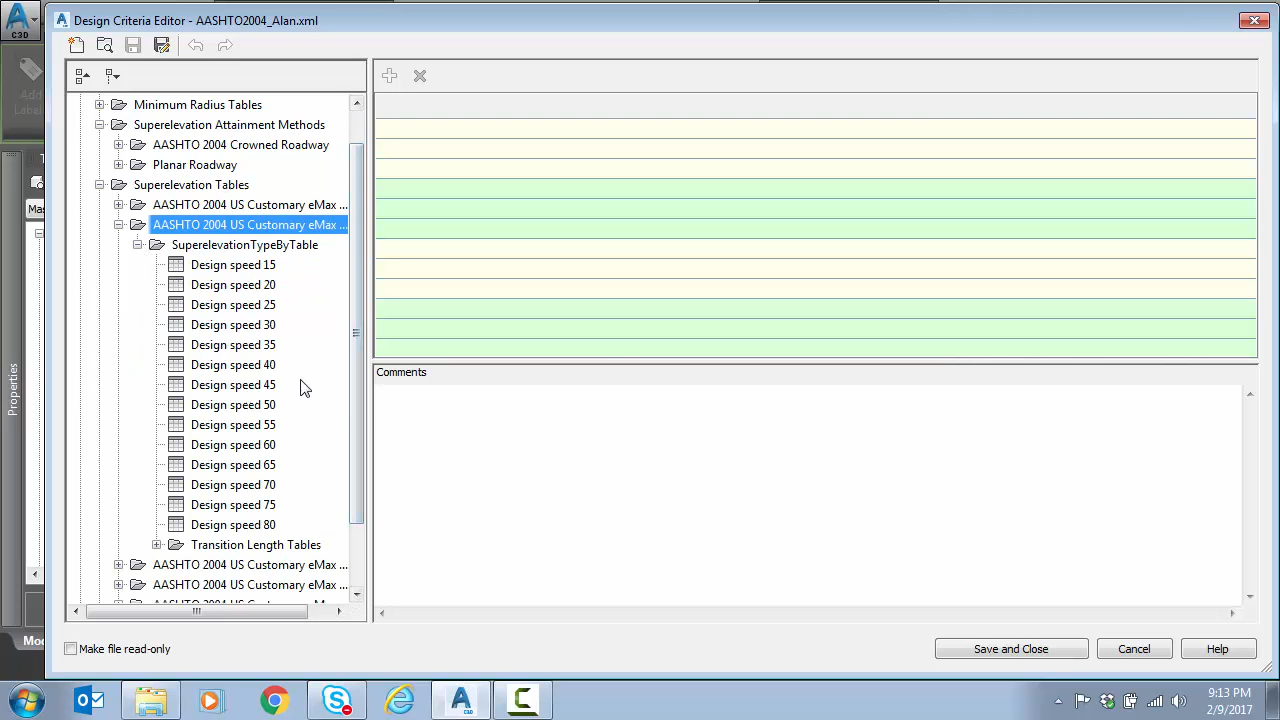 Design Criteria Editor - AASHTO2004_Alan.xml
C3D
Add
Label
Minimum Radius Tables
Superelevation Attainment Methods
AASHTO 2004 Crowned Roadway
Planar Roadway
Superelevation Tables
AASHTO 2004 US Customary eMax ...
AASHTO 2004 US Customary eMax ...
SuperelevationTypeByTable
Design speed 15
Design speed 20
Design speed 25
Design speed 30
Design speed 35
Design speed 40
Design speed 45
Design speed 50
Design speed 55
Design speed 60
Design speed 65
Design speed 70
Design speed 75
Design speed 80
Transition Length Tables
AASHTO 2004 US Customary eMax ...
AASHTO 2004 US Customary eMax ...
Comments
Properties
Mas
Mo
Make file read-only
Save and Close
Cancel
Help
9:13 PM
2/9/2017